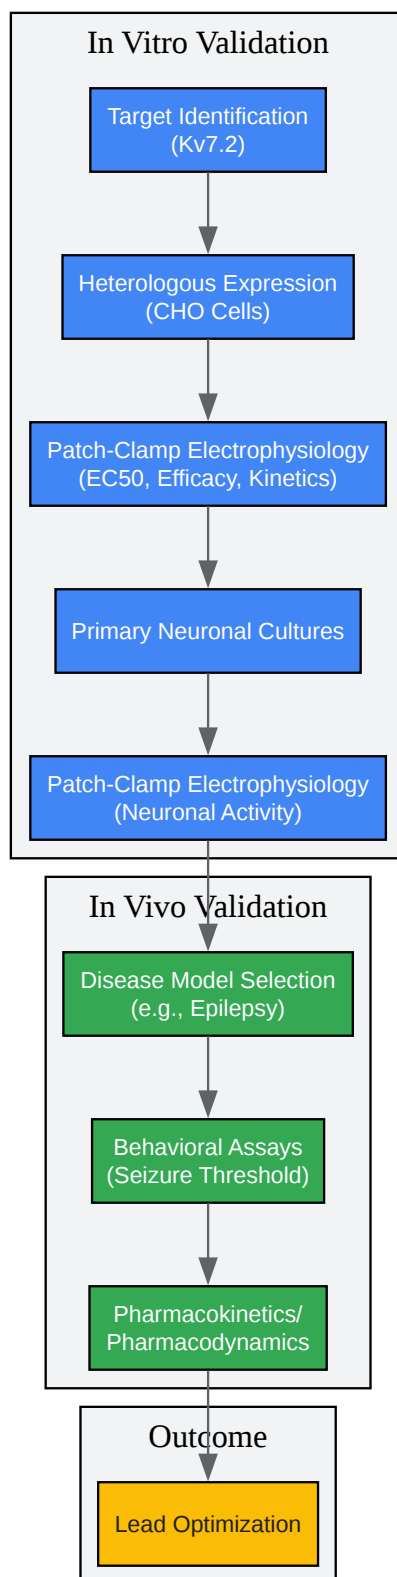 In Vitro Validation
Target Identification
(Kv7.2)
Heterologous Expression
(CHO Cells)
Patch-Clamp Electrophysiology
(EC50, Efficacy, Kinetics)
Primary Neuronal Cultures
Patch-Clamp Electrophysiology
(Neuronal Activity)
In Vivo Validation
Disease Model Selection
(e.g., Epilepsy)
Behavioral Assays
(Seizure Threshold)
Pharmacokinetics/
Pharmacodynamics
Outcome
Lead Optimization